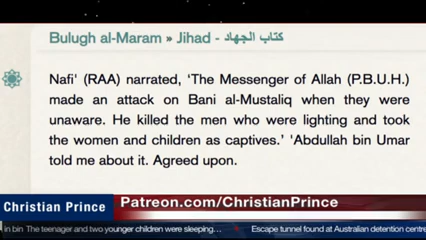 Bulugh al-Maram » Jihad - كتاب الجهاد
Nafi' (RAA) narrated, 'The Messenger of Allah (P.B.U.H.)
made an attack on Bani al-Mustaliq when they were
unaware. He killed the men who were lighting and took
the women and children as captives.' 'Abdullah bin Umar
told me about it. Agreed upon.
Christian Prince
Patreon.com/ChristianPrince
in bin The teenager and two younger children were sleeping...
Escape tunnel found at Australian detention centre